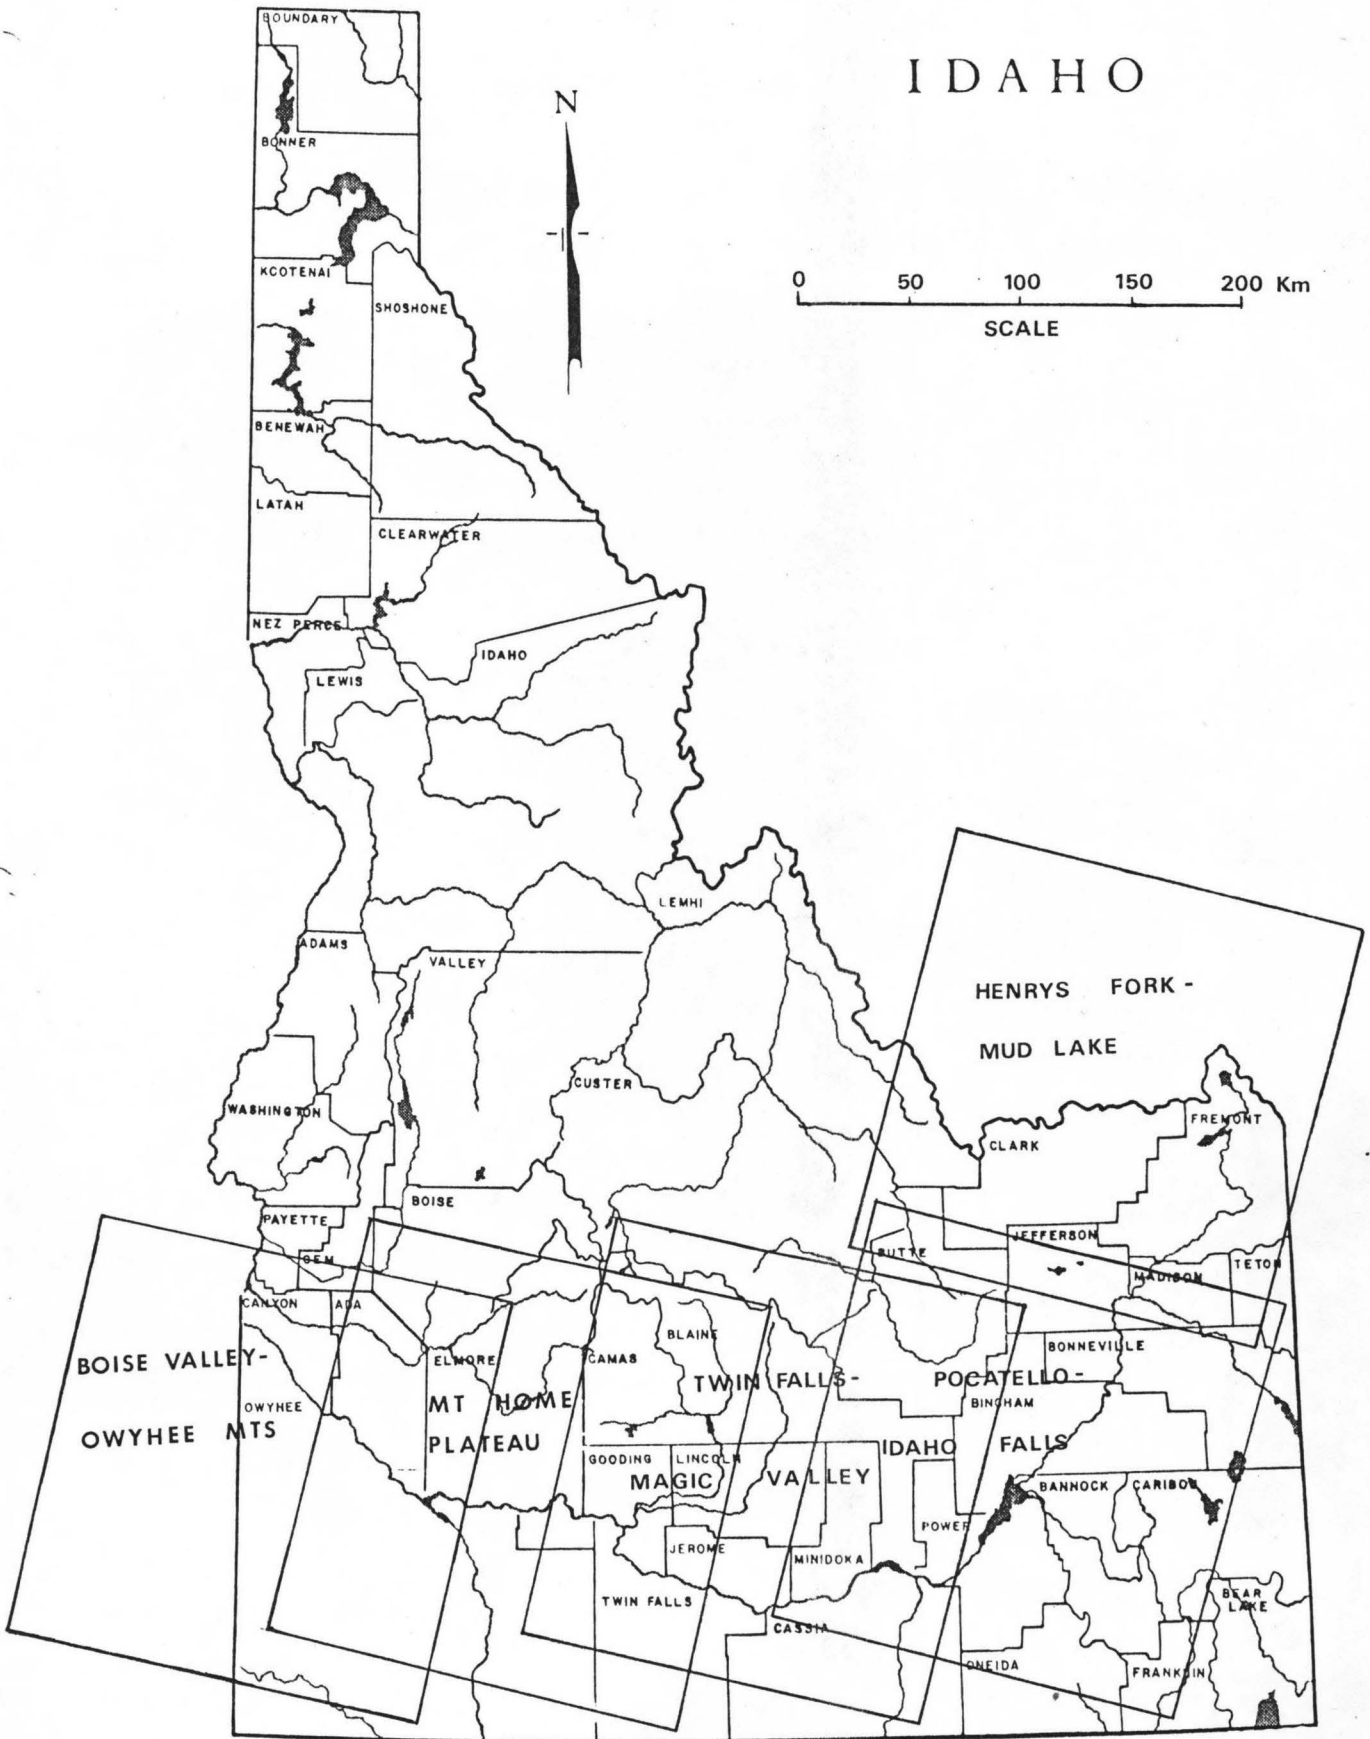 IDAHO
N
0 50 100 150 200 Km
SCALE
BOUNDARY
BONNER
KCOTENAI
SHOSHONE
BENEWAH
LATAH
CLEARWATER
NEZ PERCE
IDAHO
LEWIS
LEMHI
ADAMS
VALLEY
HENRYS FORK -
MUD LAKE
CUSTER
WASHINGTON
FREMONT
CLARK
BOISE
PAYETTE
JEFFERSON
BUTTE
GEM
TETON
MADISON
CANYON
ADA
BLAINE
BONNEVILLE
ELMORE
CAMAS
BOISE VALLEY-
OWYHEE MTS
OWYHEE
MT HOME
PLATEAU
TWIN FALLS-
MAGIC VALLEY
POCATELLO-
IDAHO FALLS
BINGHAM
GOODING
LINCOLN
BANNOCK
CARIBOU
POWER
JEROME
MINIDOKA
TWIN FALLS
CASSIA
BEAR
LAKE
ONEIDA
FRANKLIN